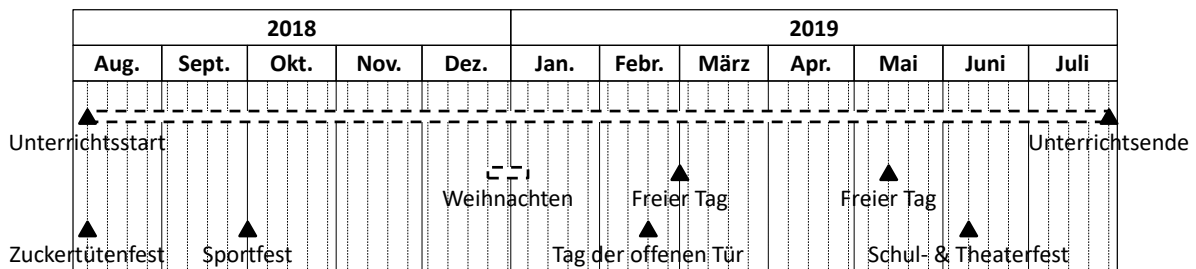 2018 2019
Aug. Sept. Okt. Nov. Dez. Jan. Febr. März Apr. Mai Juni Juli
Unterrichtsstart Unterrichtsende
Weihnachten Freier Tag Freier Tag
Zuckertütenfest Sportfest Tag der offenen Tür Schul- & Theaterfest